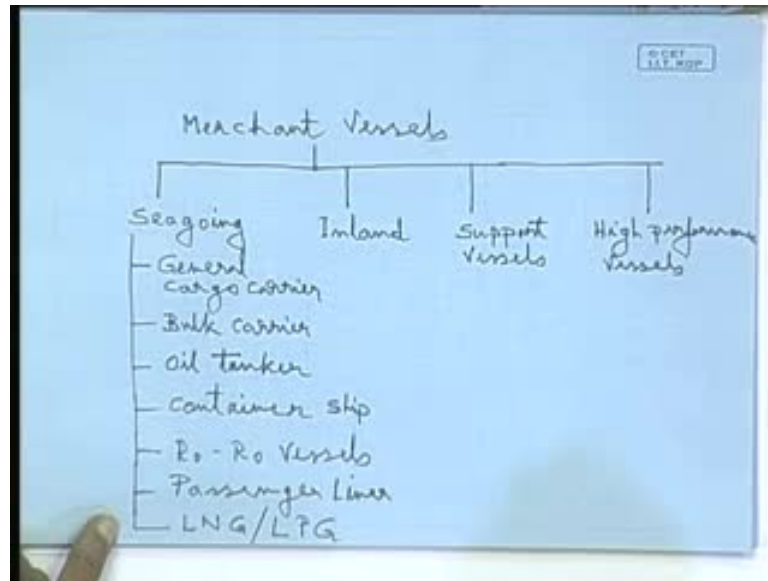 © CET
I.I.T. KGP
Merchant Vessels
Seagoing
Inland
Support
Vessels
High performance
Vessels
General
Cargo carrier
Bulk carrier
Oil tanker
Container ship
Ro-Ro Vessels
Passenger Liner
LNG/LPG